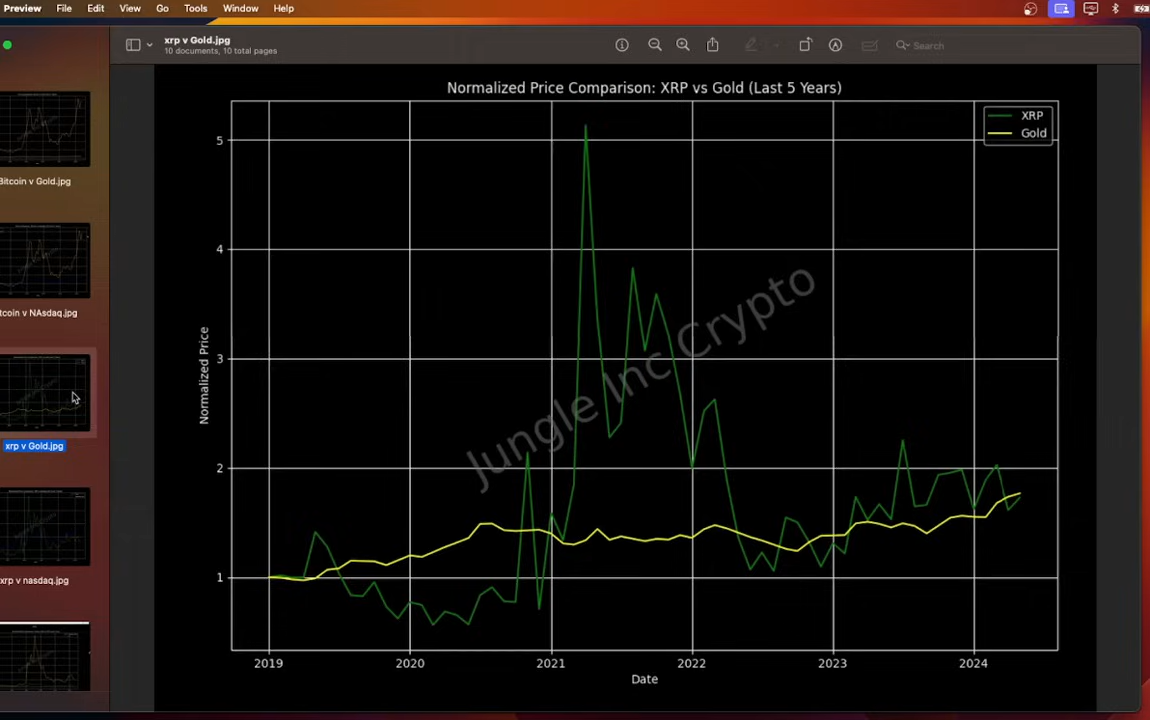 Preview File Edit View Go Tools Window Help
xrp v Gold.jpg
10 documents, 10 total pages
Search
Bitcoin v Gold.jpg
tcoin v NAsdaq.jpg
xrp v Gold.jpg
xrp v nasdaq.jpg
Normalized Price Comparison: XRP vs Gold (Last 5 Years)
XRP
Gold
5
4
3
2
1
Normalized Price
Jungle Inc Crypto
2019 2020 2021 2022 2023 2024
Date